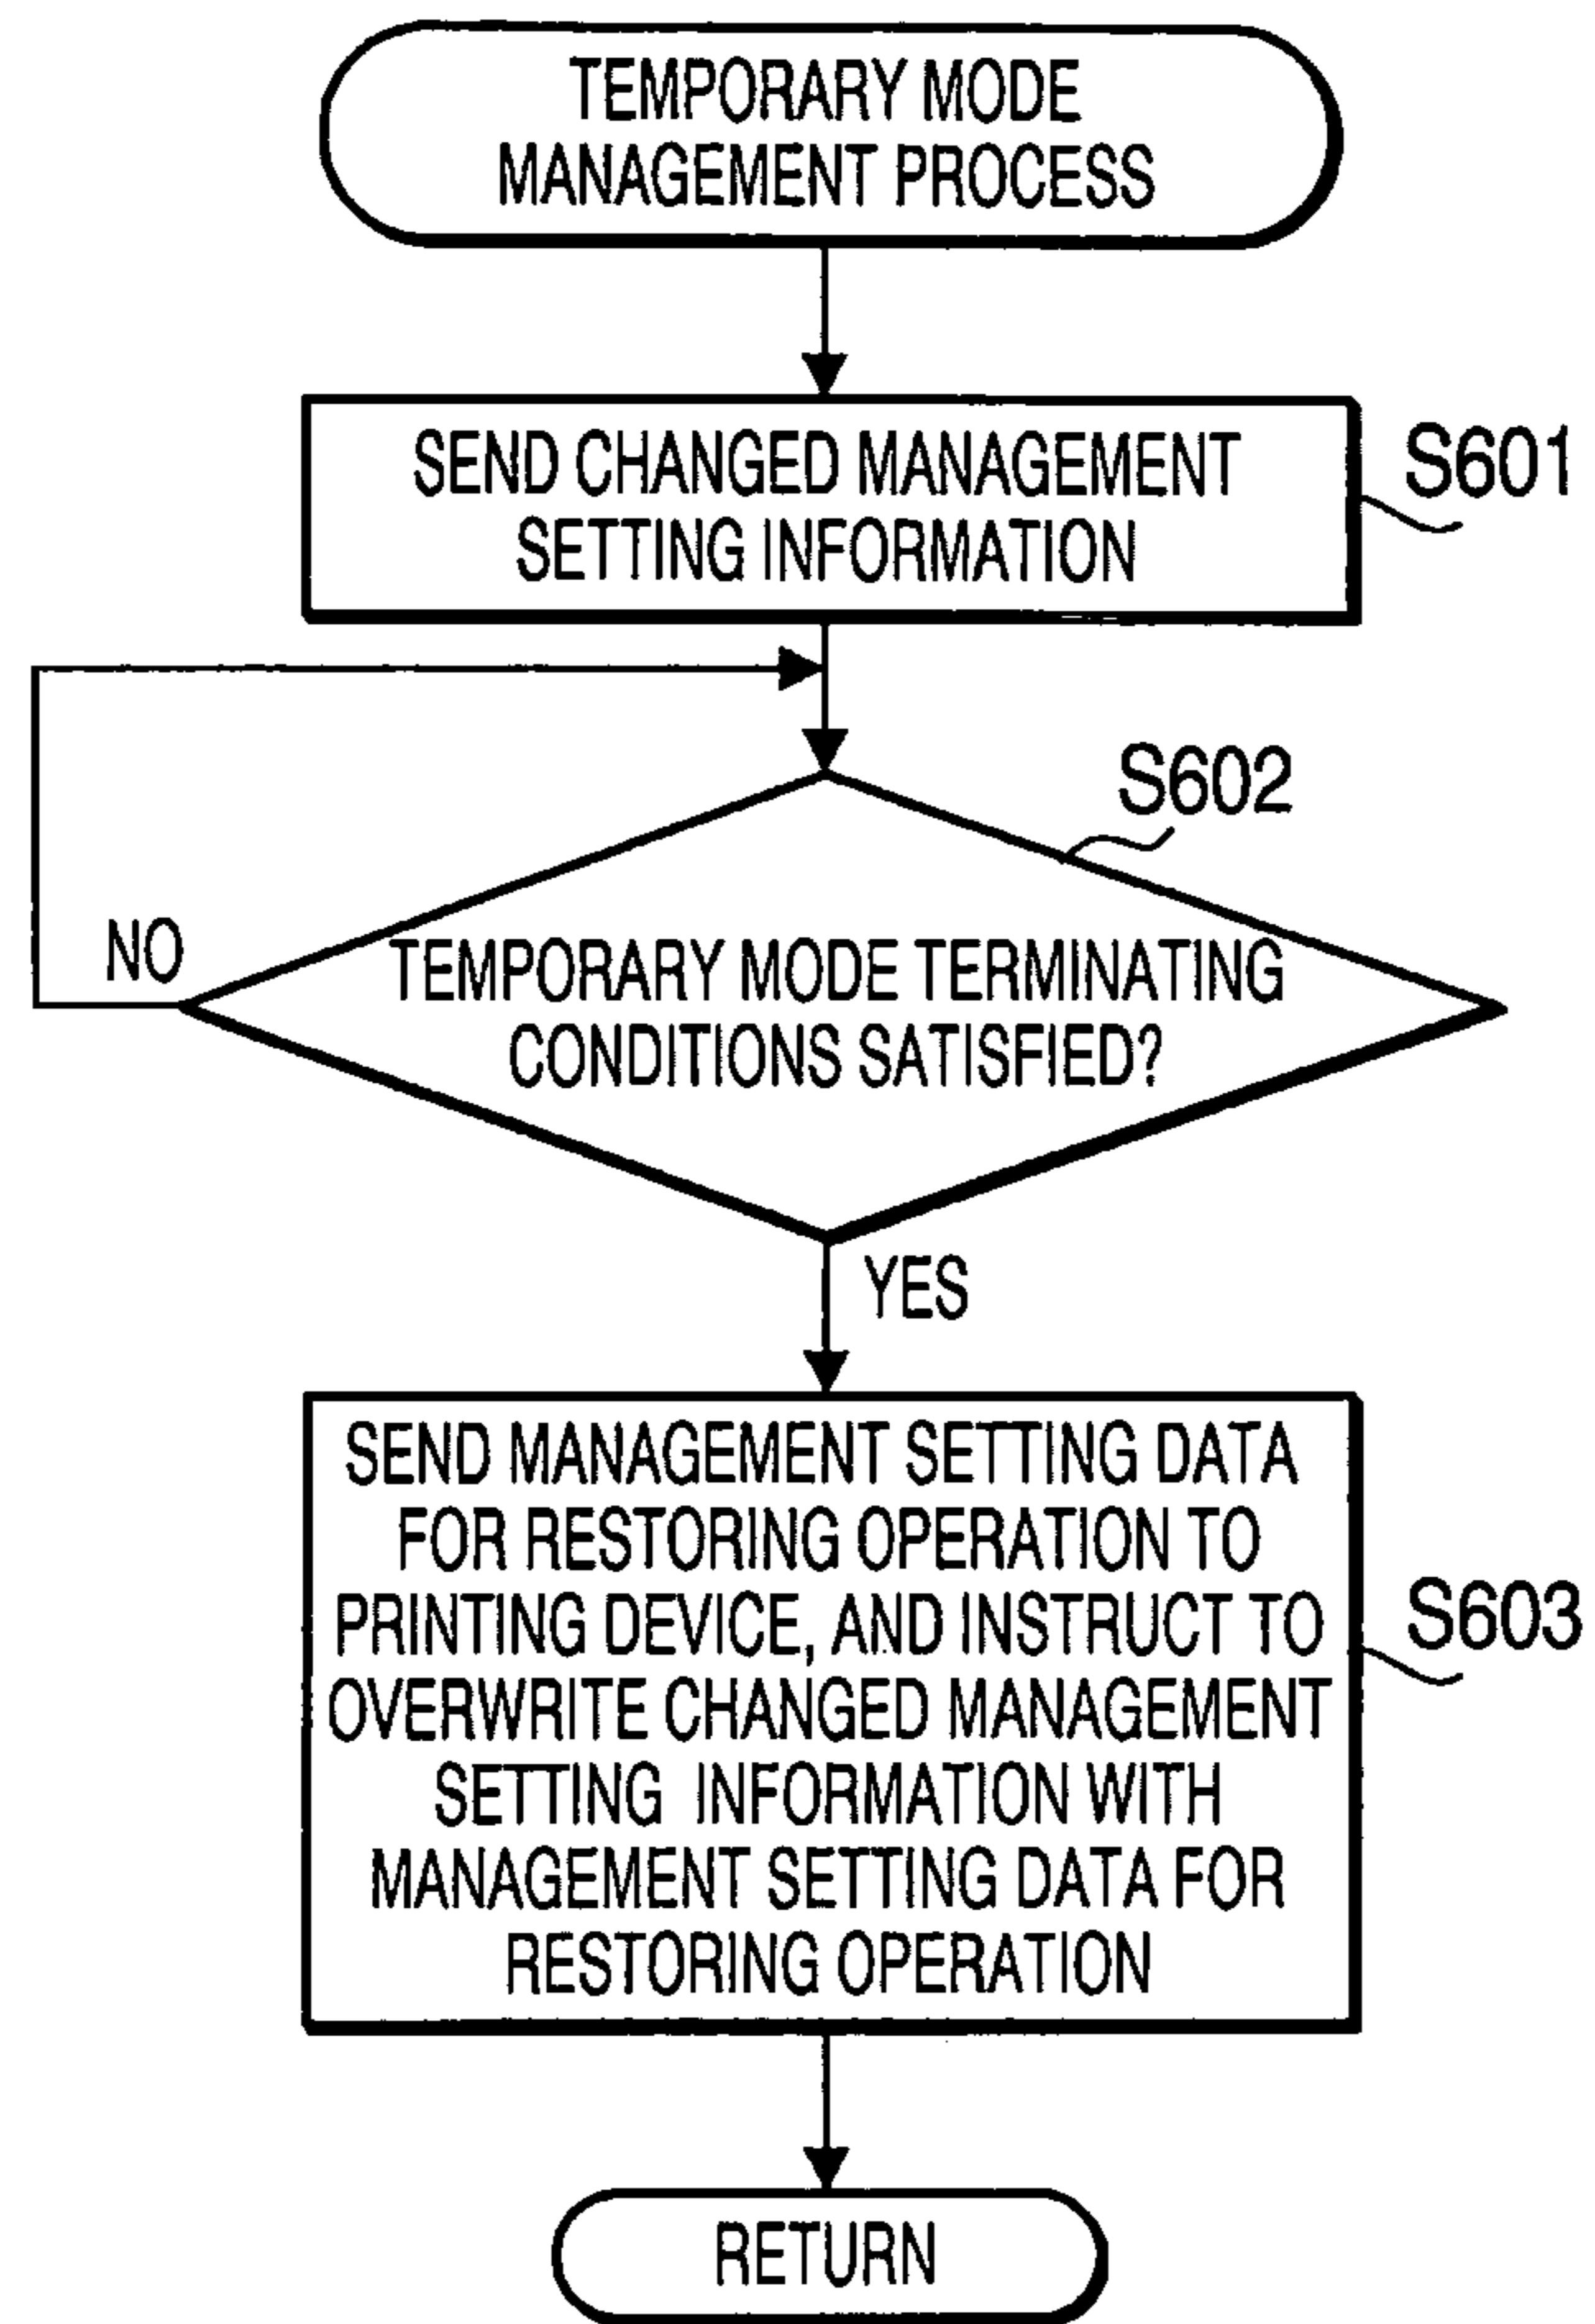 TEMPORARY MODE
MANAGEMENT PROCESS
SEND CHANGED MANAGEMENT
SETTING INFORMATION
S601
S602
NO
TEMPORARY MODE TERMINATING
CONDITIONS SATISFIED?
YES
SEND MANAGEMENT SETTING DATA
FOR RESTORING OPERATION TO
PRINTING DEVICE, AND INSTRUCT TO
OVERWRITE CHANGED MANAGEMENT
SETTING INFORMATION WITH
MANAGEMENT SETTING DATA FOR
RESTORING OPERATION
S603
RETURN